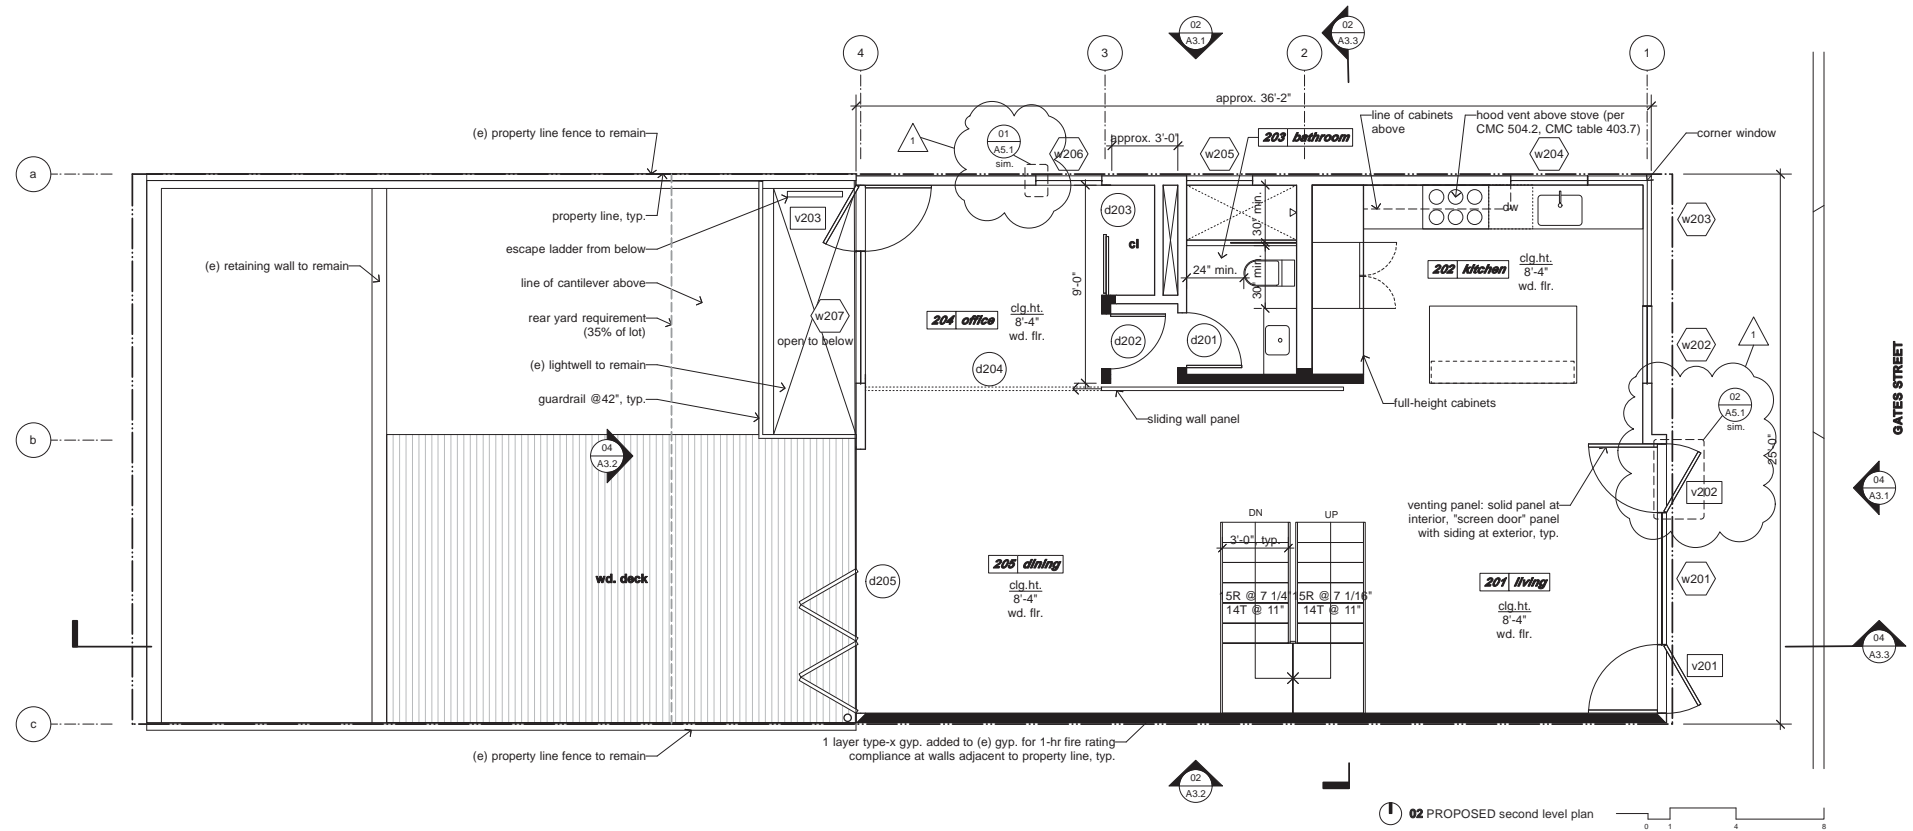 02
A3.1
02
A3.3
4
3
2
1
approx. 36'-2"
line of cabinets
above
hood vent above stove (per
CMC 504.2, CMC table 403.7)
corner window
(e) property line fence to remain
1
01
A5.1
sim.
w206
approx. 3'-0"
w205
203 bathroom
w204
a
property line, typ.
v203
d203
30" min.
dw
w203
escape ladder from below
cl
(e) retaining wall to remain
24" min.
202 kitchen
clg.ht.
8'-4"
wd. flr.
line of cantilever above
9'-0"
30" min.
rear yard requirement
(35% of lot)
w207
open to below
204 office
clg.ht.
8'-4"
wd. flr.
d202
d201
w202
1
(e) lightwell to remain
d204
guardrail @42", typ.
sliding wall panel
full-height cabinets
02
A5.1
sim.
GATES STREET
b
25'-0"
04
A3.2
v202
04
A3.1
venting panel: solid panel at
interior, "screen door" panel
with siding at exterior, typ.
DN
UP
3'-0", typ.
wd. deck
d205
205 dining
clg.ht.
8'-4"
wd. flr.
15R @ 7 1/4"
14T @ 11"
15R @ 7 1/16"
14T @ 11"
201 living
clg.ht.
8'-4"
wd. flr.
w201
04
A3.3
v201
c
(e) property line fence to remain
1 layer type-x gyp. added to (e) gyp. for 1-hr fire rating
compliance at walls adjacent to property line, typ.
02
A3.2
02 PROPOSED second level plan
0 1 4 8